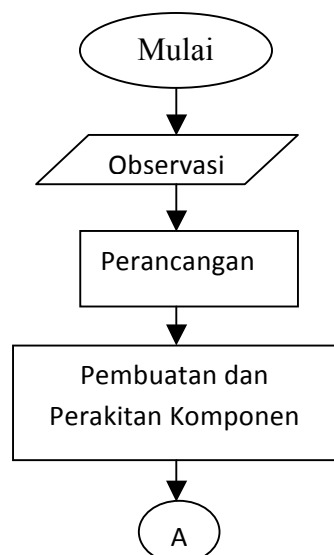 Mulai
Observasi
Perancangan
Pembuatan dan
Perakitan Komponen
A